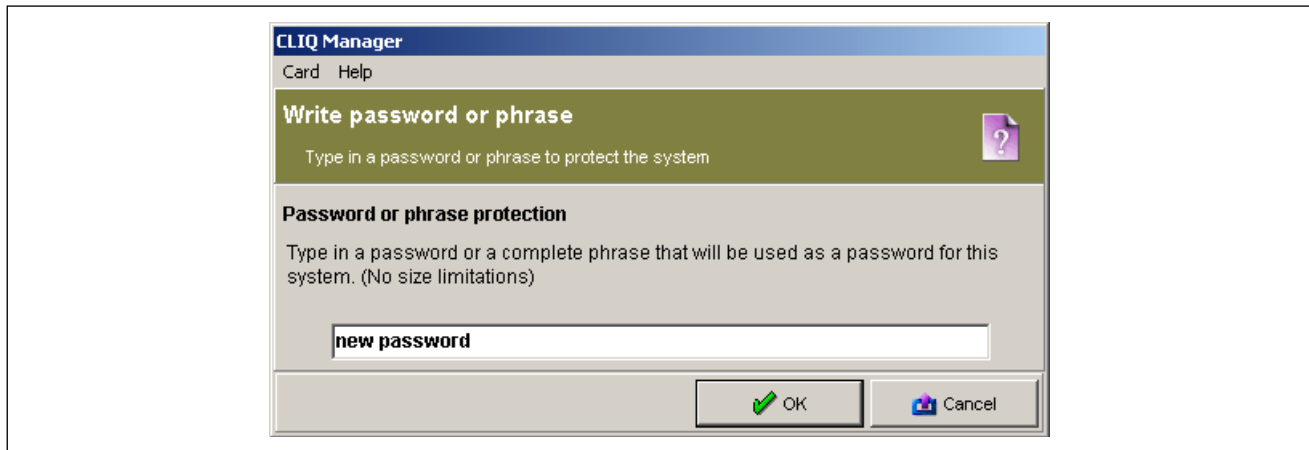 CLIQ Manager
Card Help
Write password or phrase
Type in a password or phrase to protect the system
?
Password or phrase protection
Type in a password or a complete phrase that will be used as a password for this
system. (No size limitations)
new password
OK Cancel